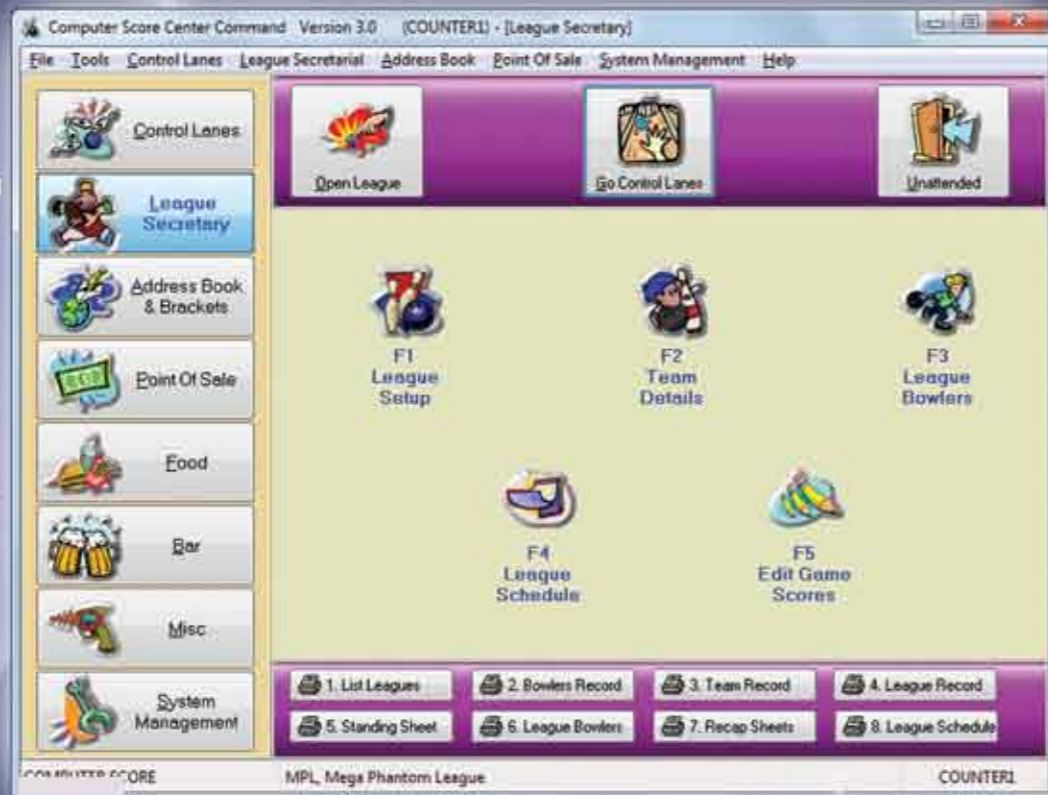 Computer Score Center Command Version 3.0 (COUNTER1) - [League Secretary]
File Tools Control Lanes League Secretarial Address Book Point Of Sale System Management Help
Control Lanes
League
Secretary
Address Book
& Brackets
Point Of Sale
Food
Bar
Misc
System
Management
Open League
Go Control Lanes
Unattended
F1
League
Setup
F2
Team
Details
F3
League
Bowlers
F4
League
Schedule
F5
Edit Game
Scores
1. List Leagues
2. Bowlers Record
3. Team Record
4. League Record
5. Standing Sheet
6. League Bowlers
7. Recap Sheets
8. League Schedule
COMPUTER SCORE
MPL, Mega Phantom League
COUNTER1